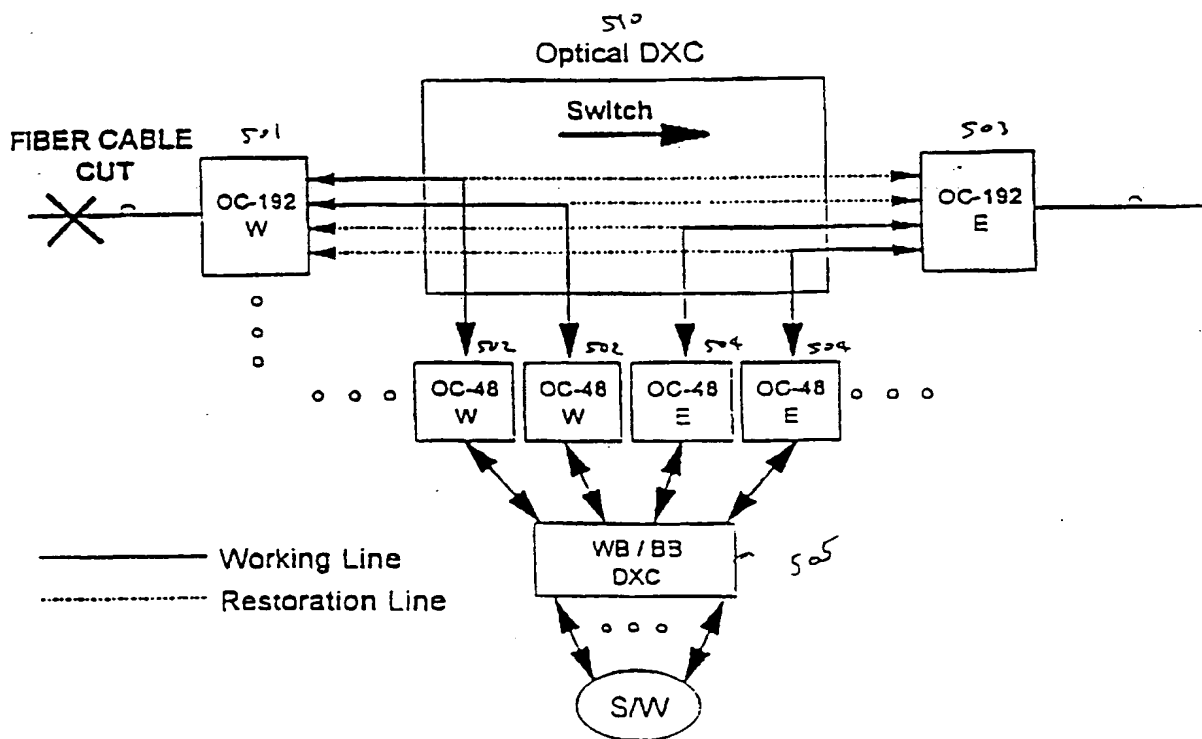 510
Optical DXC
Switch
FIBER CABLE
CUT
501
OC-192
W
503
OC-192
E
502
OC-48
W
502
OC-48
W
504
OC-48
E
504
OC-48
E
WB / BB
DXC
505
Working Line
Restoration Line
S/W